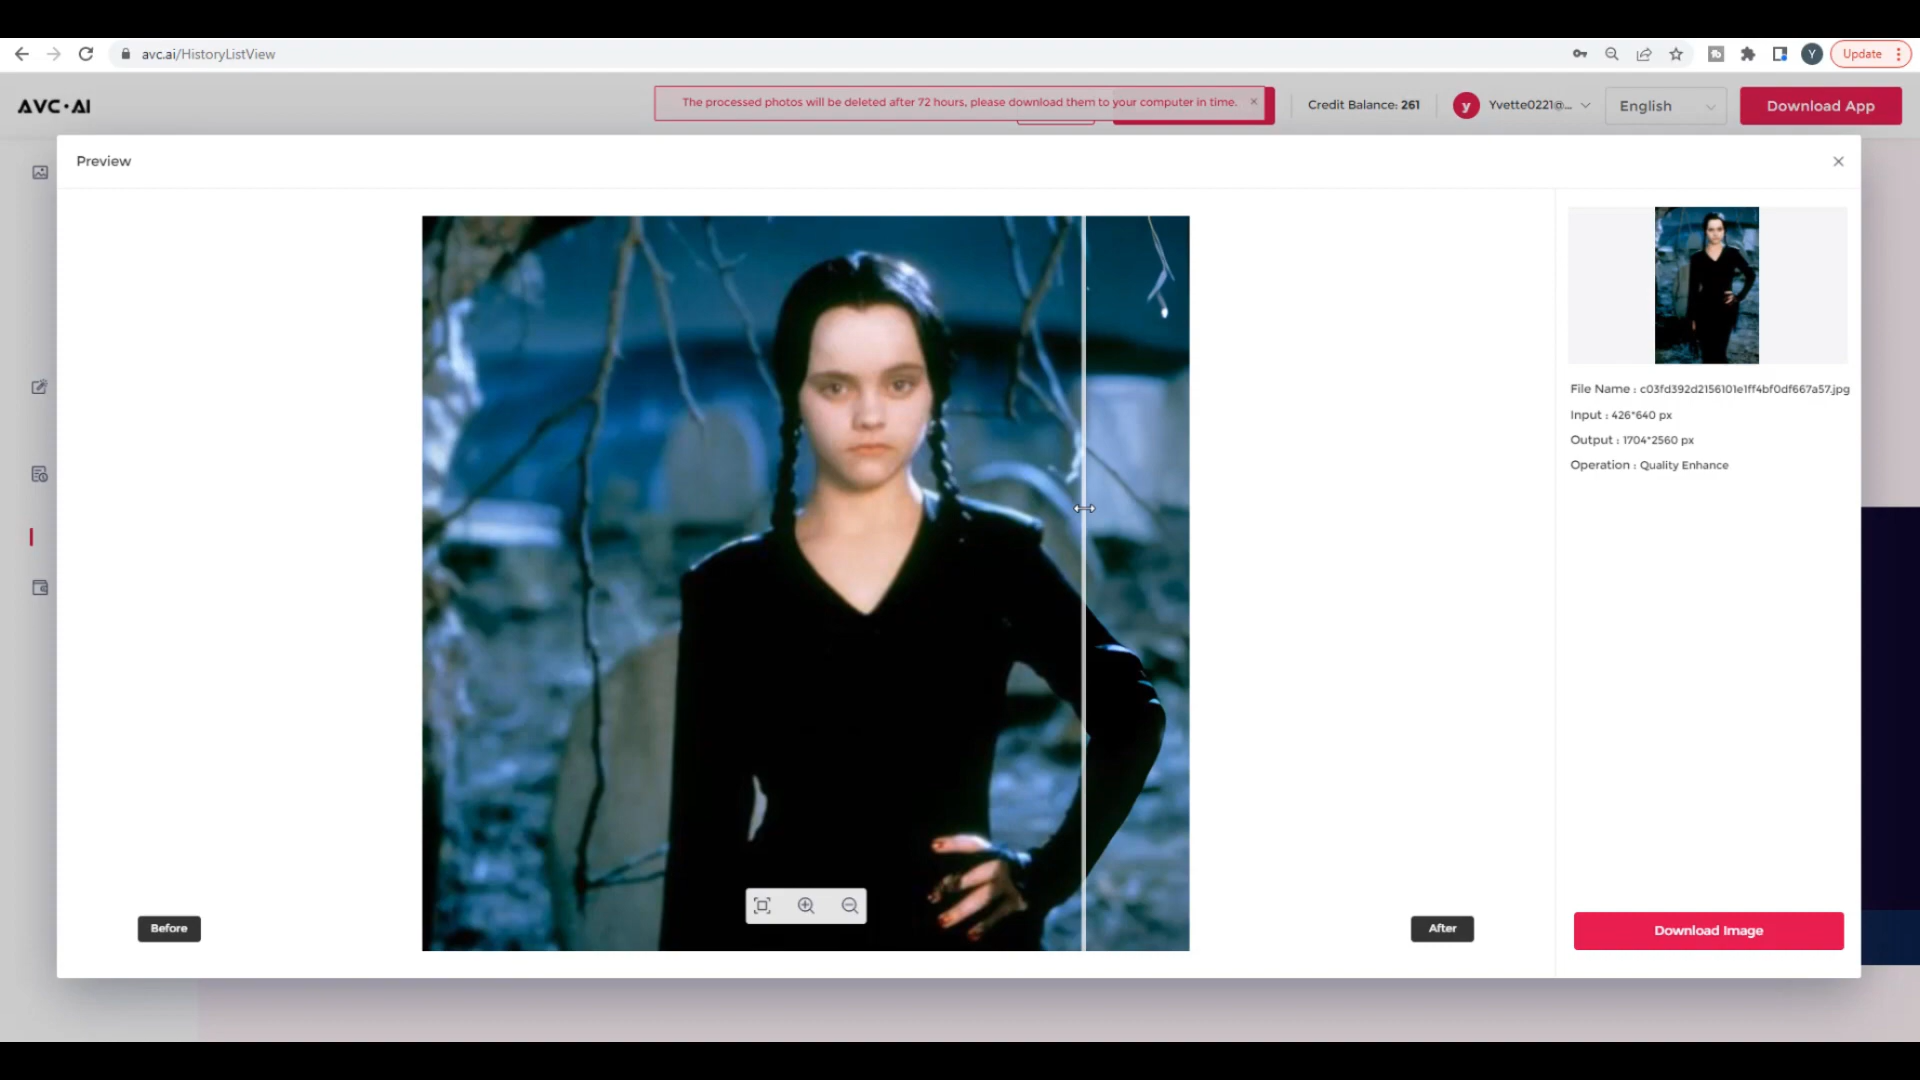 avc.ai/HistoryListView
Y
Update
AVC·AI
The processed photos will be deleted after 72 hours, please download them to your computer in time.
Credit Balance: 261
y
Yvette0221@...
English
Download App
Preview
File Name : c03fd392d2156101e1ff4bf0df667a57.jpg
Input : 426*640 px
Output : 1704*2560 px
Operation : Quality Enhance
Before
After
Download Image